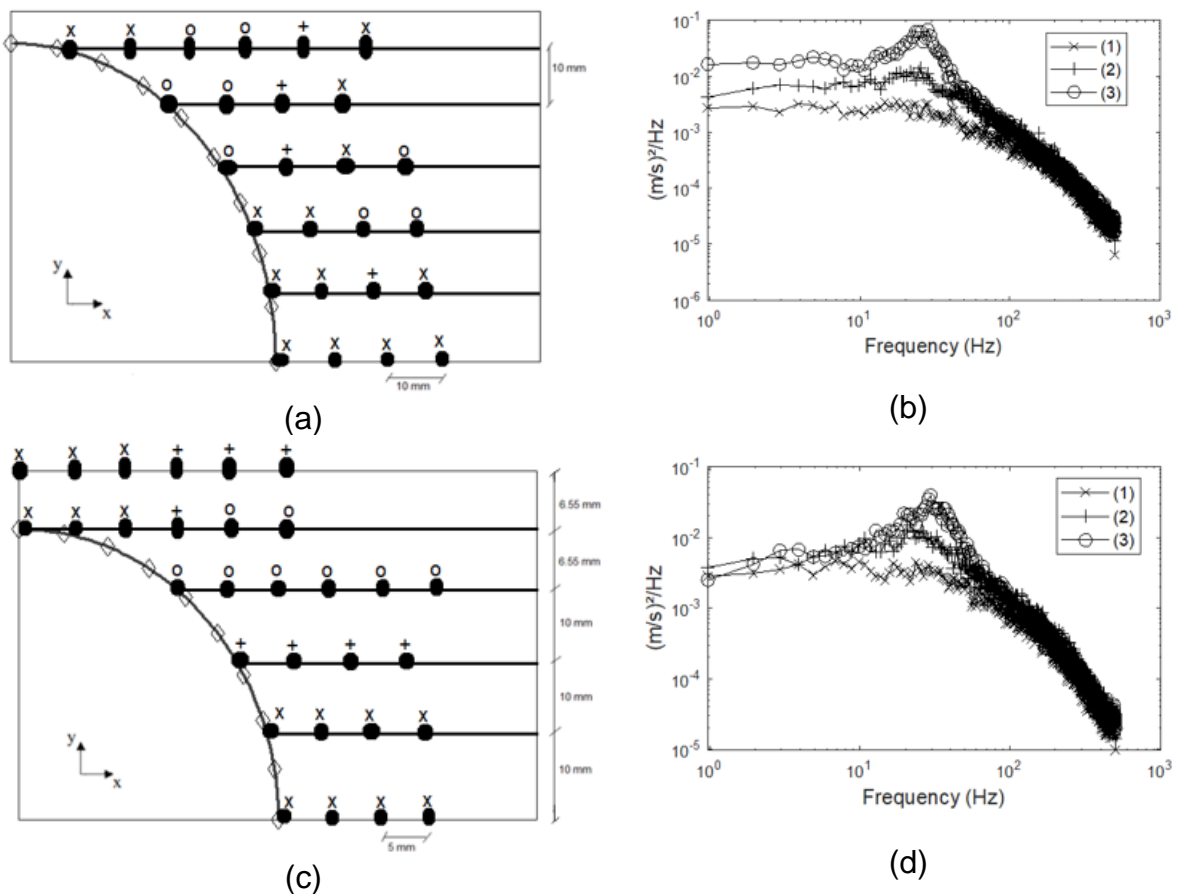 x x o o + x
10 mm
o o + x
o + x o
x x o o
x x + x
y
x
x x x x
10 mm
(a)
10⁻¹
10⁻²
10⁻³
10⁻⁴
10⁻⁵
10⁻⁶
(m/s)²/Hz
10⁰ 10¹ 10² 10³
Frequency (Hz)
(1)
(2)
(3)
(b)
x x x + + +
6.55 mm
x x x + o o
6.55 mm
o o o o o o
10 mm
+ + + +
10 mm
x x x x
y
x
10 mm
x x x x
5 mm
(c)
10⁻¹
10⁻²
10⁻³
10⁻⁴
10⁻⁵
(m/s)²/Hz
10⁰ 10¹ 10² 10³
Frequency (Hz)
(1)
(2)
(3)
(d)